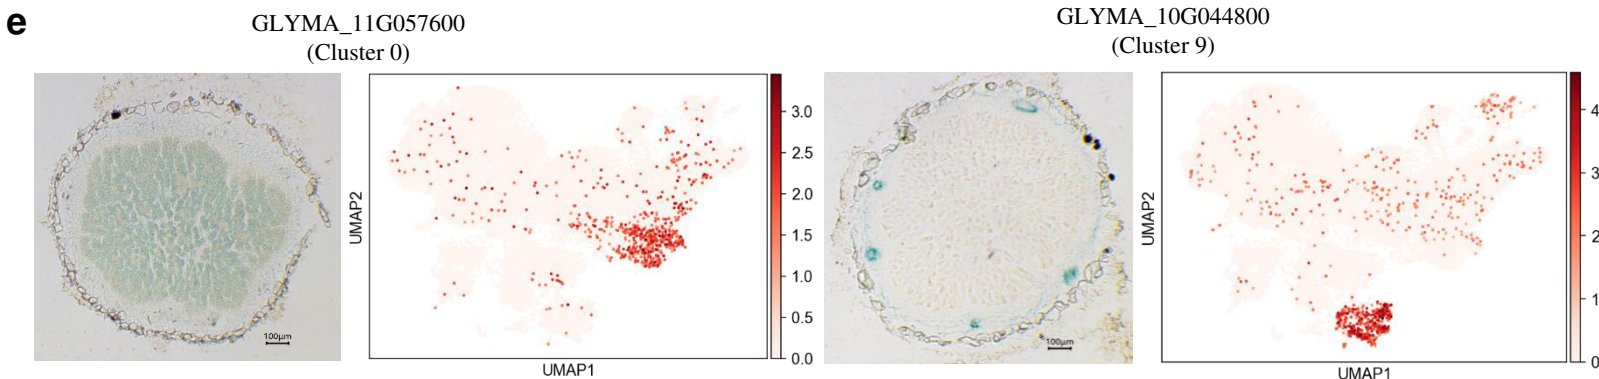 e
GLYMA_11G057600
(Cluster 0)
100µm
UMAP2
UMAP1
3.0
2.5
2.0
1.5
1.0
0.5
0.0
GLYMA_10G044800
(Cluster 9)
100µm
UMAP2
UMAP1
4
3
2
1
0